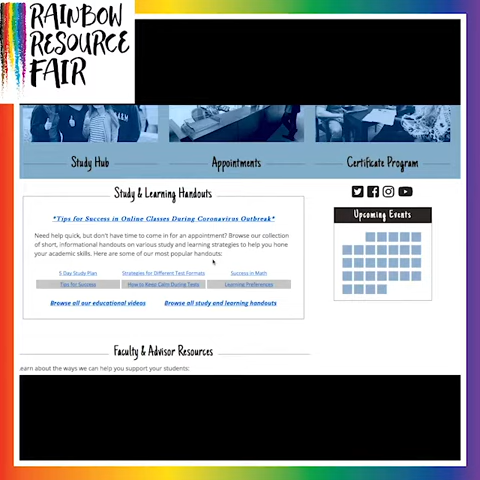 RAINBOW
RESOURCE
FAIR
Study Hub
Appointments
Certificate Program
Study & Learning Handouts
*Tips for Success in Online Classes During Coronavirus Outbreak*
Need help quick, but don't have time to come in for an appointment? Browse our collection
of short, informational handouts on various study and learning strategies to help you hone
your academic skills. Here are some of our most popular handouts:
5 Day Study Plan
Strategies for Different Test Formats
Success in Math
Tips for Success
How to Keep Calm During Tests
Learning Preferences
Browse all our educational videos
Browse all study and learning handouts
Upcoming Events
Faculty & Advisor Resources
earn about the ways we can help you support your students: